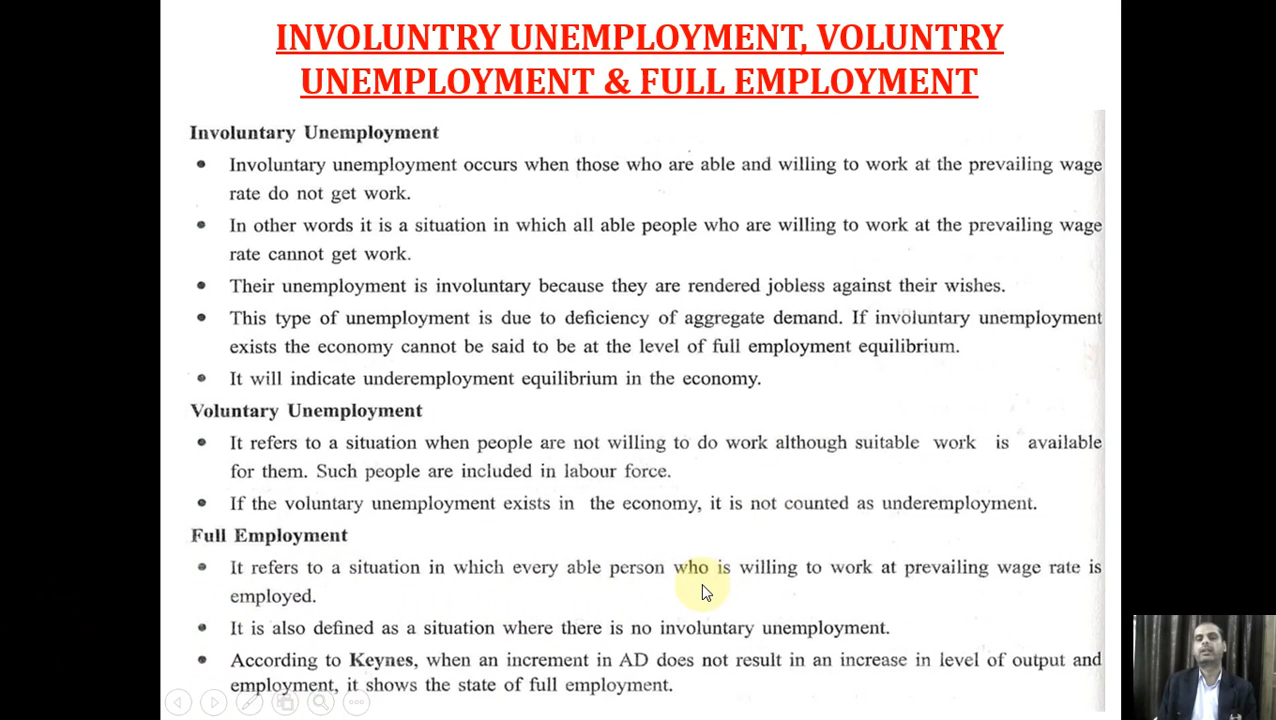 INVOLUNTRY UNEMPLOYMENT, VOLUNTRY
UNEMPLOYMENT & FULL EMPLOYMENT
Involuntary Unemployment
• Involuntary unemployment occurs when those who are able and willing to work at the prevailing wage
rate do not get work.
• In other words it is a situation in which all able people who are willing to work at the prevailing wage
rate cannot get work.
• Their unemployment is involuntary because they are rendered jobless against their wishes.
• This type of unemployment is due to deficiency of aggregate demand. If involuntary unemployment
exists the economy cannot be said to be at the level of full employment equilibrium.
• It will indicate underemployment equilibrium in the economy.
Voluntary Unemployment
• It refers to a situation when people are not willing to do work although suitable work is available
for them. Such people are included in labour force.
• If the voluntary unemployment exists in the economy, it is not counted as underemployment.
Full Employment
• It refers to a situation in which every able person who is willing to work at prevailing wage rate is
employed.
• It is also defined as a situation where there is no involuntary unemployment.
• According to Keynes, when an increment in AD does not result in an increase in level of output and
employment, it shows the state of full employment.